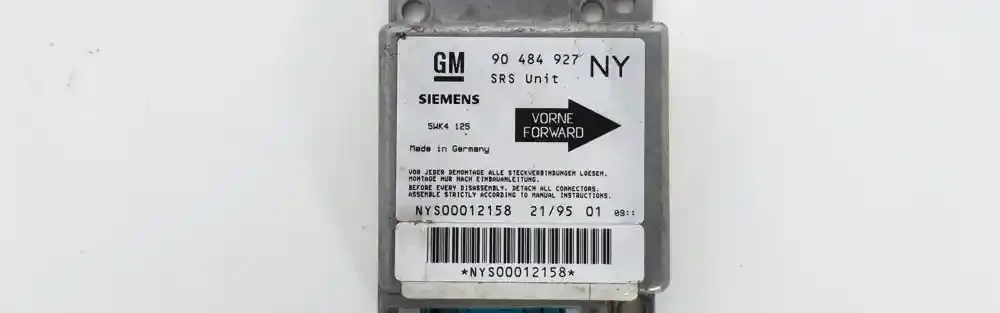 GM 90 484 927 NY
SRS Unit
SIEMENS
5WK4 125
VORNE
FORWARD
Made in Germany
VOR JEDER DEMONTAGE ALLE STECKVERBINDUNGEN LOESEN.
MONTAGE NUR NACH EINBAUANLEITUNG.
BEFORE EVERY DISASSEMBLY, DETACH ALL CONNECTORS.
ASSEMBLE STRICTLY ACCORDING TO MANUAL INSTRUCTIONS.
NYS00012158 21/95 01
*NYS00012158*